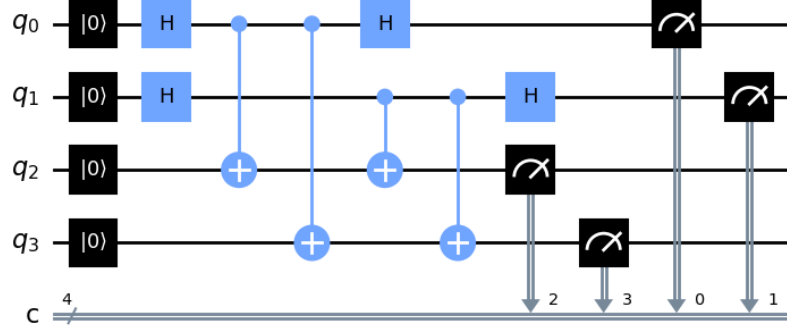 q0 |0⟩ H H
q1 |0⟩ H H
q2 |0⟩
q3 |0⟩
c 4 2 3 0 1